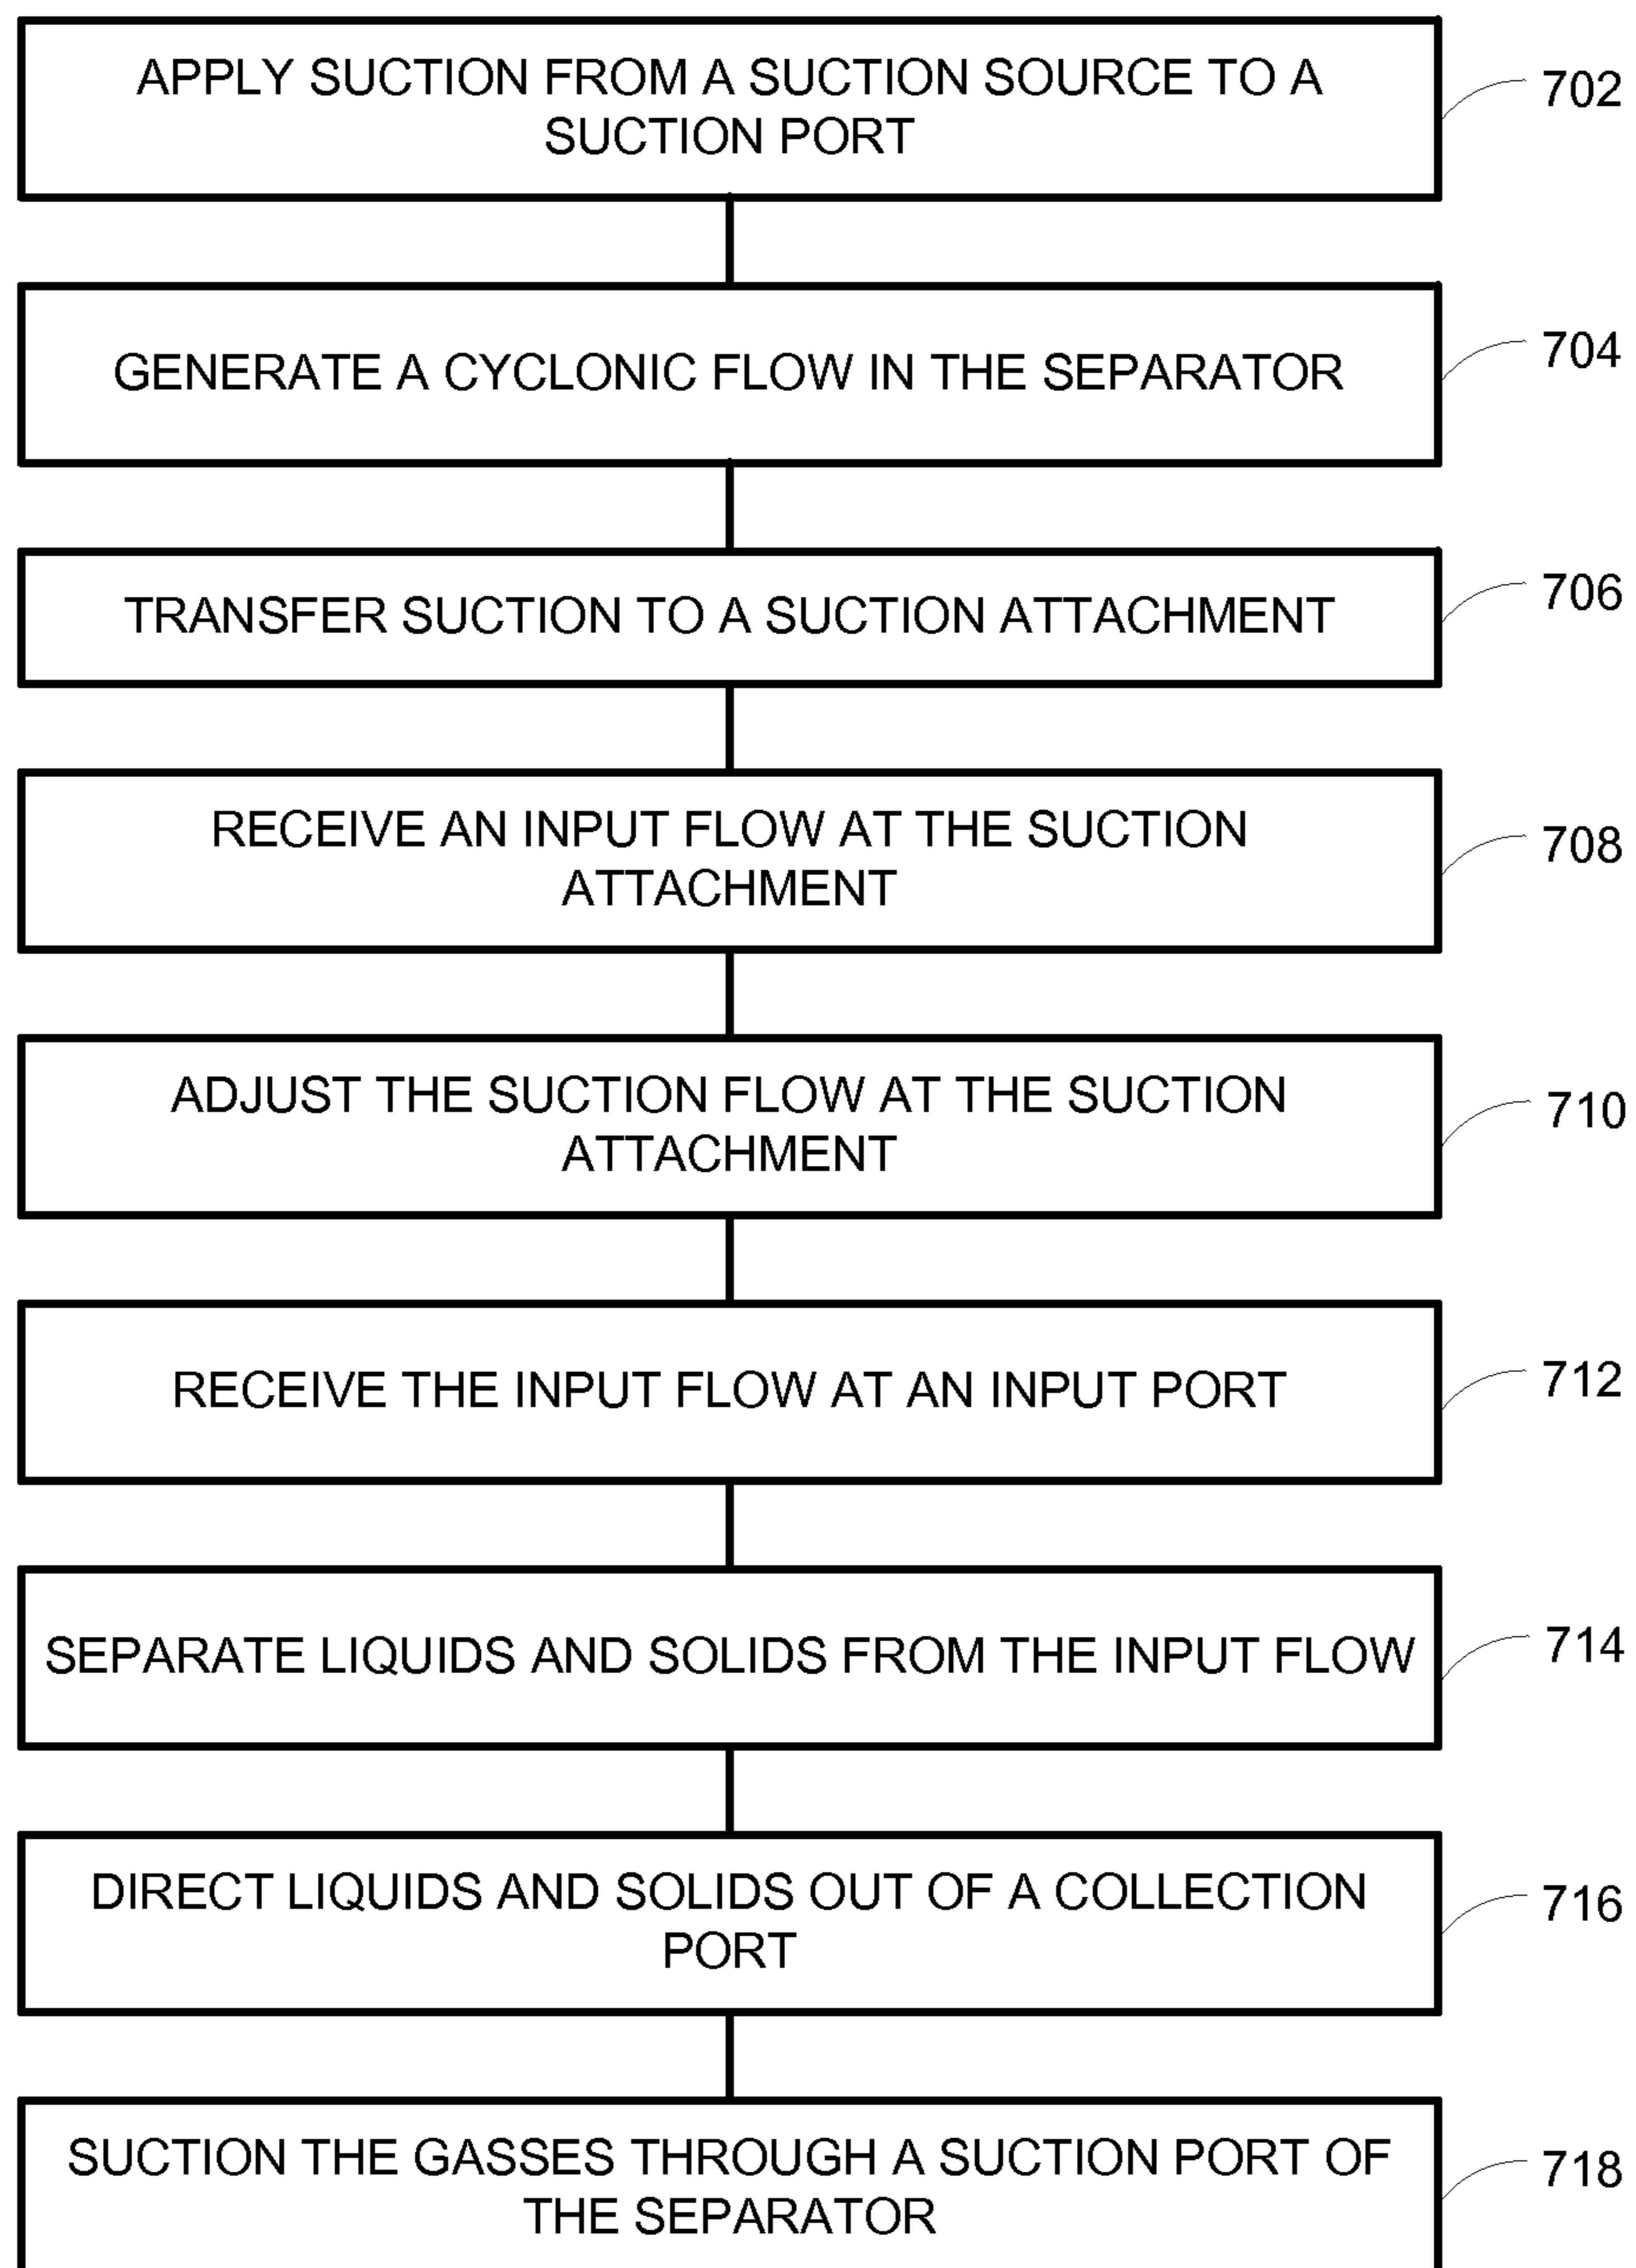 APPLY SUCTION FROM A SUCTION SOURCE TO A
SUCTION PORT
702
GENERATE A CYCLONIC FLOW IN THE SEPARATOR
704
TRANSFER SUCTION TO A SUCTION ATTACHMENT
706
RECEIVE AN INPUT FLOW AT THE SUCTION
ATTACHMENT
708
ADJUST THE SUCTION FLOW AT THE SUCTION
ATTACHMENT
710
RECEIVE THE INPUT FLOW AT AN INPUT PORT
712
SEPARATE LIQUIDS AND SOLIDS FROM THE INPUT FLOW
714
DIRECT LIQUIDS AND SOLIDS OUT OF A COLLECTION
PORT
716
SUCTION THE GASSES THROUGH A SUCTION PORT OF
THE SEPARATOR
718